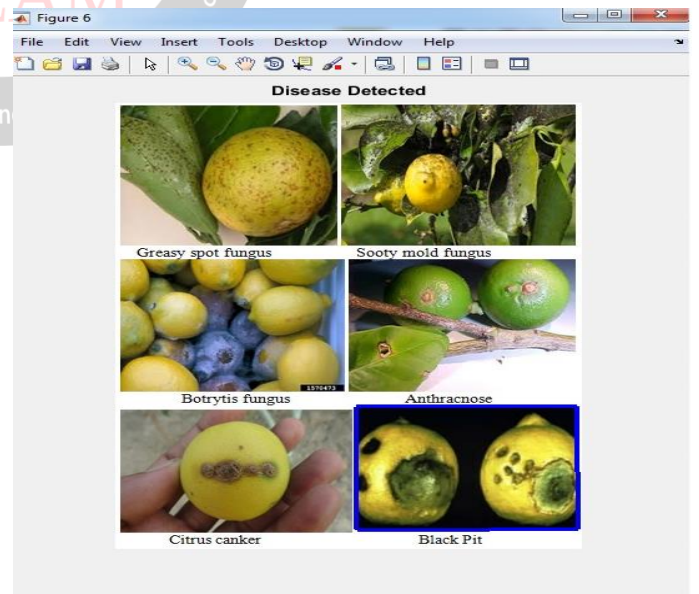 Figure 6
File Edit View Insert Tools Desktop Window Help
Disease Detected
Greasy spot fungus Sooty mold fungus
1570473
Botrytis fungus Anthracnose
Citrus canker Black Pit